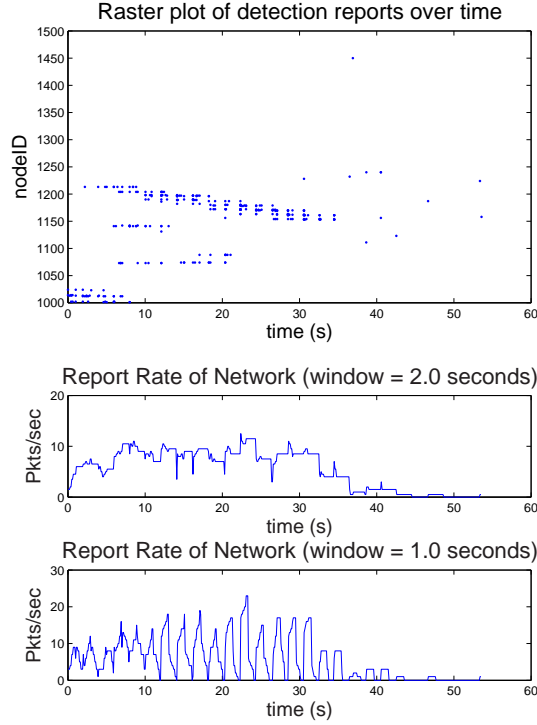 Raster plot of detection reports over time
1500
1450
1400
1350
1300
1250
1200
1150
1100
1050
1000
nodeID
0 10 20 30 40 50 60
time (s)
Report Rate of Network (window = 2.0 seconds)
20
10
0
Pkts/sec
0 10 20 30 40 50 60
time (s)
Report Rate of Network (window = 1.0 seconds)
30
20
10
0
Pkts/sec
0 10 20 30 40 50 60
time (s)